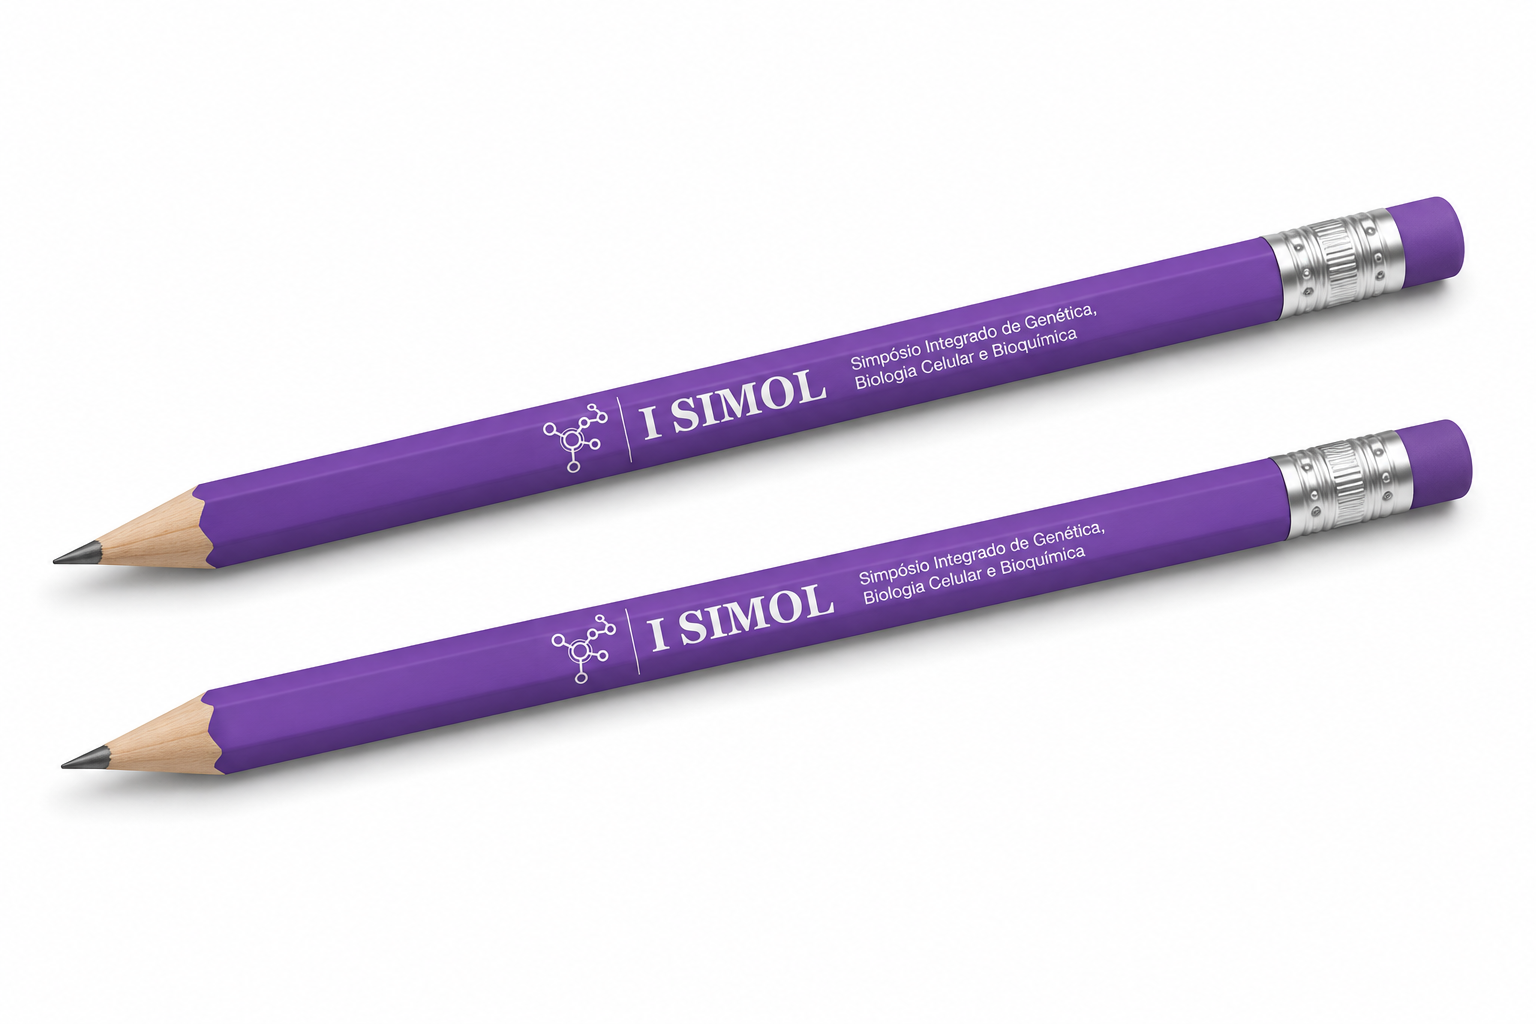 I SIMOL
Simpósio Integrado de Genética,
Biologia Celular e Bioquímica
I SIMOL
Simpósio Integrado de Genética,
Biologia Celular e Bioquímica